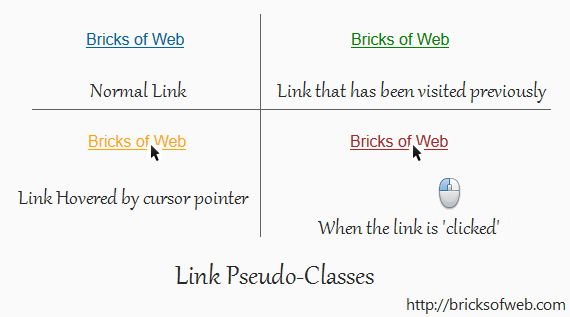 Bricks of Web
Bricks of Web
Normal Link
Link that has been visited previously
Bricks of Web
Bricks of Web
Link Hovered by cursor pointer
When the link is 'clicked'
Link Pseudo-Classes
http://bricksofweb.com